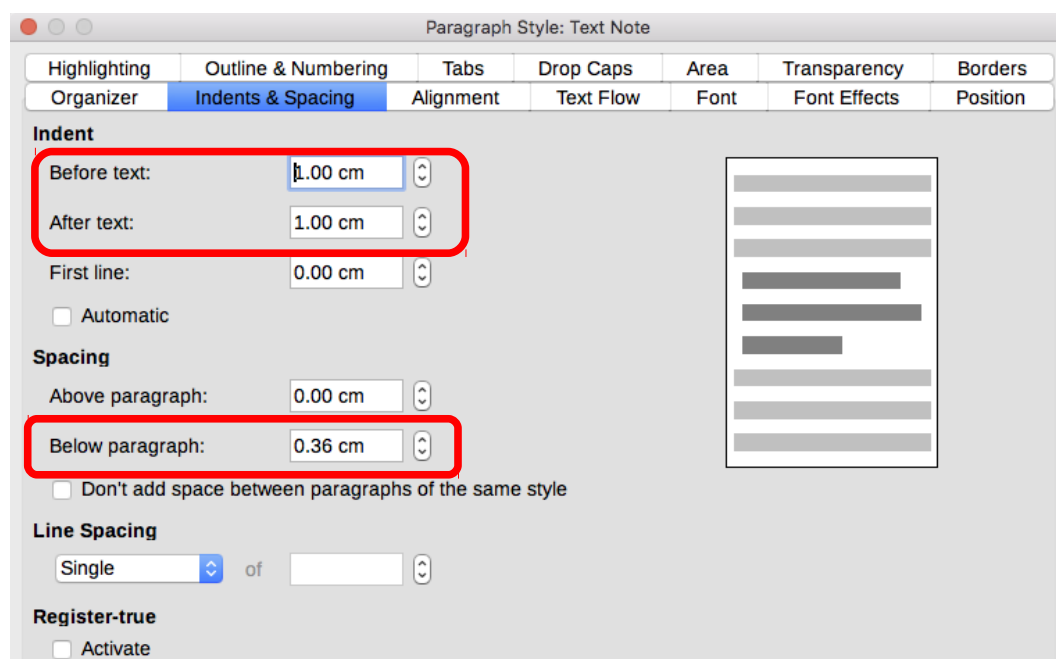 Paragraph Style: Text Note
Highlighting Outline & Numbering Tabs Drop Caps Area Transparency Borders
Organizer Indents & Spacing Alignment Text Flow Font Font Effects Position
Indent
Before text: 1.00 cm
After text: 1.00 cm
First line: 0.00 cm
Automatic
Spacing
Above paragraph: 0.00 cm
Below paragraph: 0.36 cm
Don't add space between paragraphs of the same style
Line Spacing
Single of
Register-true
Activate